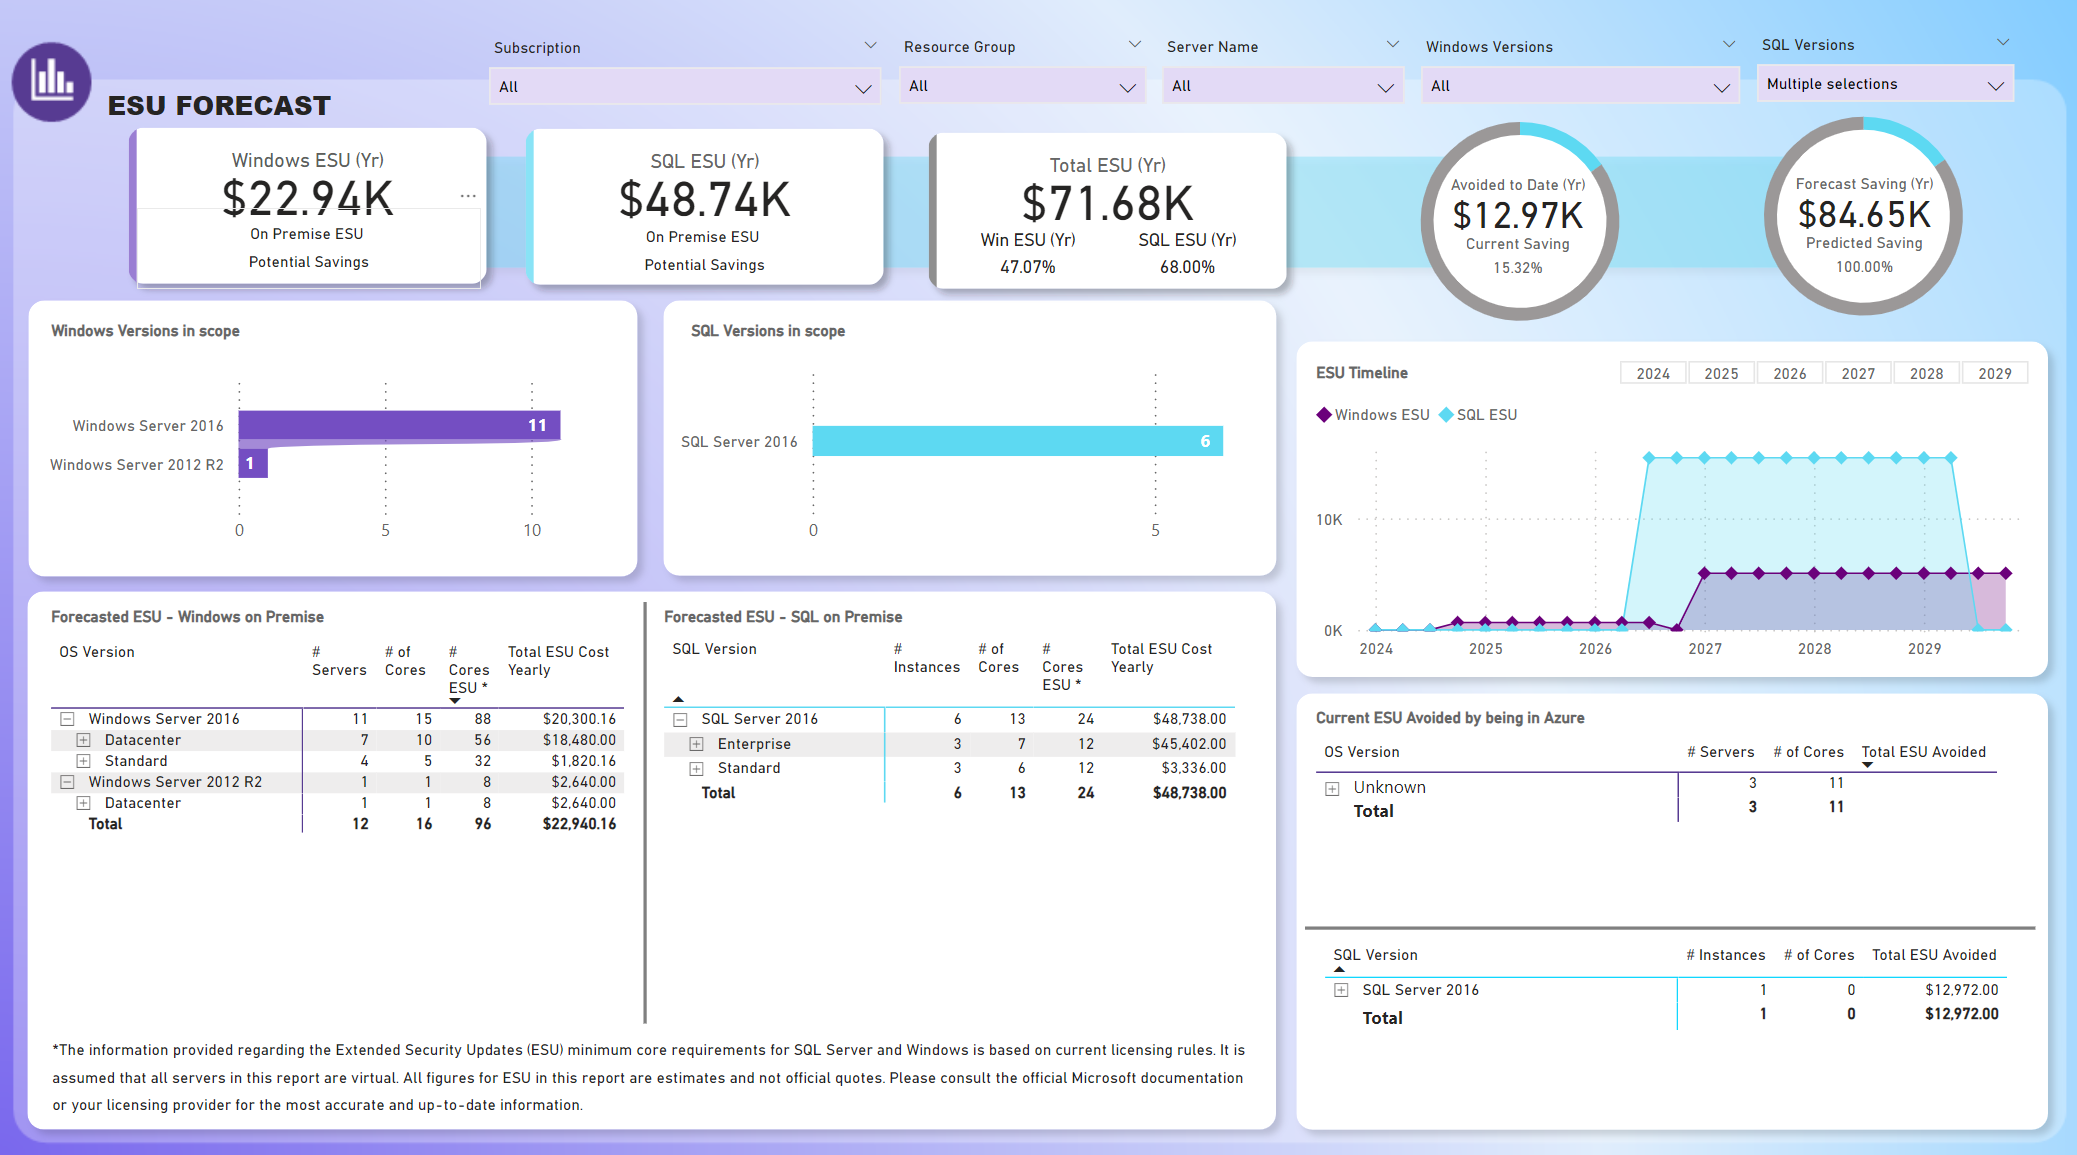 Subscription
All
Resource Group
All
Server Name
All
Windows Versions
All
SQL Versions
Multiple selections
ESU FORECAST
Windows ESU (Yr)
$22.94K
...
On Premise ESU
Potential Savings
SQL ESU (Yr)
$48.74K
On Premise ESU
Potential Savings
Total ESU (Yr)
$71.68K
Win ESU (Yr) SQL ESU (Yr)
47.07% 68.00%
Avoided to Date (Yr)
$12.97K
Current Saving
15.32%
Forecast Saving (Yr)
$84.65K
Predicted Saving
100.00%
Windows Versions in scope
Windows Server 2016 11
Windows Server 2012 R2 1
0 5 10
SQL Versions in scope
SQL Server 2016 6
0 5
ESU Timeline
2024 2025 2026 2027 2028 2029
Windows ESU SQL ESU
10K
0K
2024 2025 2026 2027 2028 2029
Forecasted ESU - Windows on Premise
OS Version # Servers # of Cores # Cores ESU * Total ESU Cost Yearly
Windows Server 2016 11 15 88 $20,300.16
Datacenter 7 10 56 $18,480.00
Standard 4 5 32 $1,820.16
Windows Server 2012 R2 1 1 8 $2,640.00
Datacenter 1 1 8 $2,640.00
Total 12 16 96 $22,940.16
Forecasted ESU - SQL on Premise
SQL Version # Instances # of Cores # Cores ESU * Total ESU Cost Yearly
SQL Server 2016 6 13 24 $48,738.00
Enterprise 3 7 12 $45,402.00
Standard 3 6 12 $3,336.00
Total 6 13 24 $48,738.00
Current ESU Avoided by being in Azure
OS Version # Servers # of Cores Total ESU Avoided
Unknown 3 11
Total 3 11
SQL Version # Instances # of Cores Total ESU Avoided
SQL Server 2016 1 0 $12,972.00
Total 1 0 $12,972.00
*The information provided regarding the Extended Security Updates (ESU) minimum core requirements for SQL Server and Windows is based on current licensing rules. It is
assumed that all servers in this report are virtual. All figures for ESU in this report are estimates and not official quotes. Please consult the official Microsoft documentation
or your licensing provider for the most accurate and up-to-date information.